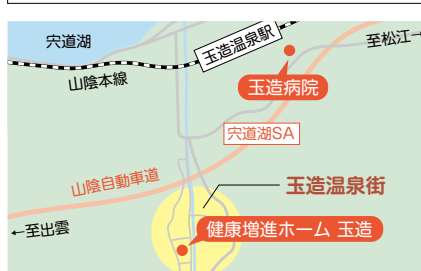 宍道湖
玉造温泉駅
至松江→
山陰本線
玉造病院
宍道湖SA
山陰自動車道
玉造温泉街
←至出雲
健康増進ホーム 玉造